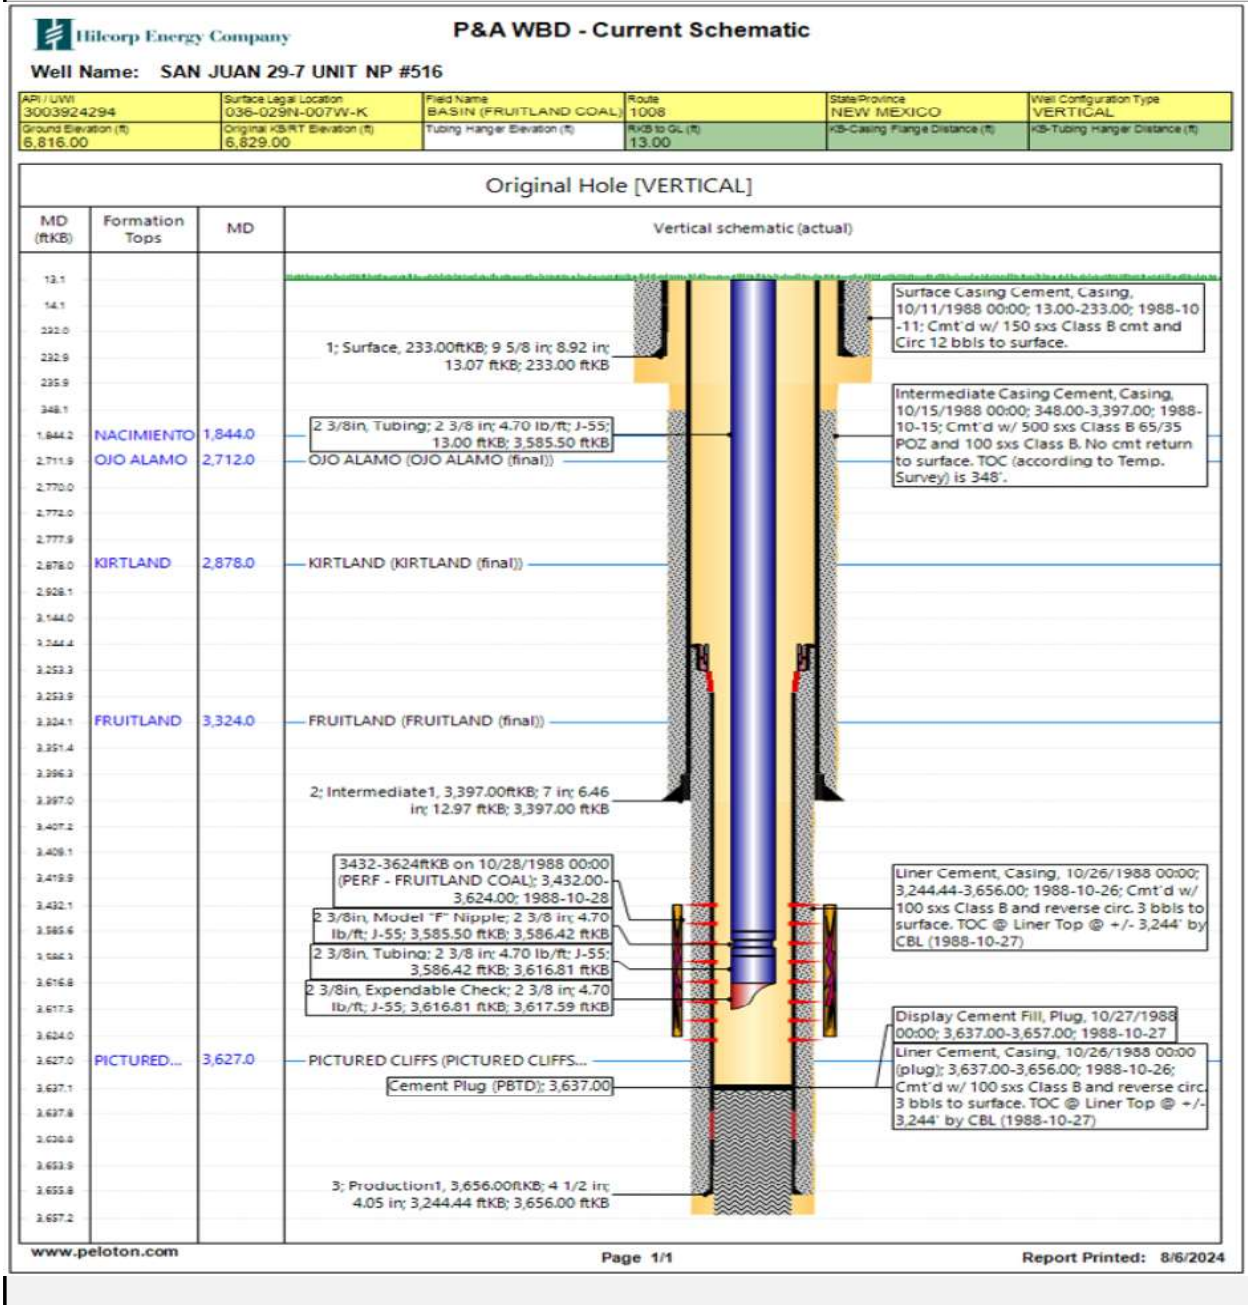 Hilcorp Energy Company
P&A WBD - Current Schematic
Well Name: SAN JUAN 29-7 UNIT NP #516
API / UWI
3003924294
Surface Legal Location
036-029N-007W-K
Field Name
BASIN (FRUITLAND COAL)
Route
1008
State/Province
NEW MEXICO
Well Configuration Type
VERTICAL
Ground Elevation (ft)
6,816.00
Original KB/RT Elevation (ft)
6,829.00
Tubing Hanger Elevation (ft)
RKB to GL (ft)
13.00
KB-Casing Flange Distance (ft)
KB-Tubing Hanger Distance (ft)
Original Hole [VERTICAL]
MD
(ftKB)
Formation
Tops
MD
Vertical schematic (actual)
13.1
14.1
232.0
232.9
235.9
348.1
1,844.2
2,711.9
2,770.0
2,772.0
2,777.9
2,878.0
2,928.1
3,144.0
3,244.4
3,253.3
3,253.9
3,324.1
3,351.4
3,396.3
3,397.0
3,407.2
3,409.1
3,419.9
3,432.1
3,585.6
3,586.3
3,616.8
3,617.5
3,624.0
3,627.0
3,637.1
3,637.8
3,638.8
3,653.9
3,655.8
3,657.2
NACIMIENTO 1,844.0
OJO ALAMO 2,712.0
KIRTLAND 2,878.0
FRUITLAND 3,324.0
PICTURED... 3,627.0
1; Surface, 233.00ftKB; 9 5/8 in; 8.92 in;
13.07 ftKB; 233.00 ftKB
2 3/8in, Tubing; 2 3/8 in; 4.70 lb/ft; J-55;
13.00 ftKB; 3,585.50 ftKB
OJO ALAMO (OJO ALAMO (final))
KIRTLAND (KIRTLAND (final))
FRUITLAND (FRUITLAND (final))
2; Intermediate1, 3,397.00ftKB; 7 in; 6.46
in; 12.97 ftKB; 3,397.00 ftKB
3432-3624ftKB on 10/28/1988 00:00
(PERF - FRUITLAND COAL); 3,432.00-
3,624.00; 1988-10-28
2 3/8in, Model "F" Nipple; 2 3/8 in; 4.70
lb/ft; J-55; 3,585.50 ftKB; 3,586.42 ftKB
2 3/8in, Tubing; 2 3/8 in; 4.70 lb/ft; J-55;
3,586.42 ftKB; 3,616.81 ftKB
2 3/8in, Expendable Check; 2 3/8 in; 4.70
lb/ft; J-55; 3,616.81 ftKB; 3,617.59 ftKB
PICTURED CLIFFS (PICTURED CLIFFS...
Cement Plug (PBTD); 3,637.00
3; Production1, 3,656.00ftKB; 4 1/2 in;
4.05 in; 3,244.44 ftKB; 3,656.00 ftKB
Surface Casing Cement, Casing,
10/11/1988 00:00; 13.00-233.00; 1988-10
-11; Cmt'd w/ 150 sxs Class B cmt and
Circ 12 bbls to surface.
Intermediate Casing Cement, Casing,
10/15/1988 00:00; 348.00-3,397.00; 1988-
10-15; Cmt'd w/ 500 sxs Class B 65/35
POZ and 100 sxs Class B. No cmt return
to surface. TOC (according to Temp.
Survey) is 348'.
Liner Cement, Casing, 10/26/1988 00:00;
3,244.44-3,656.00; 1988-10-26; Cmt'd w/
100 sxs Class B and reverse circ. 3 bbls to
surface. TOC @ Liner Top @ +/- 3,244' by
CBL (1988-10-27)
Display Cement Fill, Plug, 10/27/1988
00:00; 3,637.00-3,657.00; 1988-10-27
Liner Cement, Casing, 10/26/1988 00:00
(plug); 3,637.00-3,656.00; 1988-10-26;
Cmt'd w/ 100 sxs Class B and reverse circ.
3 bbls to surface. TOC @ Liner Top @ +/-
3,244' by CBL (1988-10-27)
www.peloton.com
Page 1/1
Report Printed: 8/6/2024